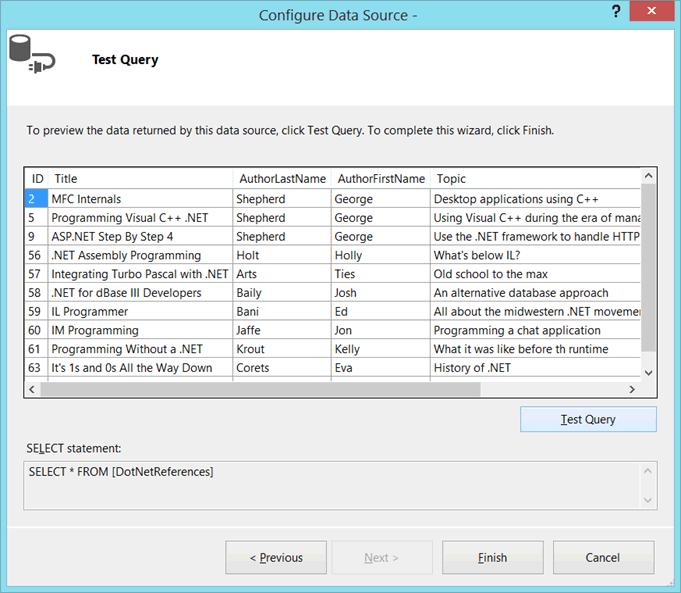 Configure Data Source -
?
Test Query
To preview the data returned by this data source, click Test Query. To complete this wizard, click Finish.
ID Title AuthorLastName AuthorFirstName Topic
2 MFC Internals Shepherd George Desktop applications using C++
5 Programming Visual C++ .NET Shepherd George Using Visual C++ during the era of mana
9 ASP.NET Step By Step 4 Shepherd George Use the .NET framework to handle HTTP
56 .NET Assembly Programming Holt Holly What's below IL?
57 Integrating Turbo Pascal with .NET Arts Ties Old school to the max
58 .NET for dBase III Developers Baily Josh An alternative database approach
59 IL Programmer Bani Ed All about the midwestern .NET movemen
60 IM Programming Jaffe Jon Programming a chat application
61 Programming Without a .NET Krout Kelly What it was like before th runtime
63 It's 1s and 0s All the Way Down Corets Eva History of .NET
Test Query
SELECT statement:
SELECT * FROM [DotNetReferences]
< Previous Next > Finish Cancel